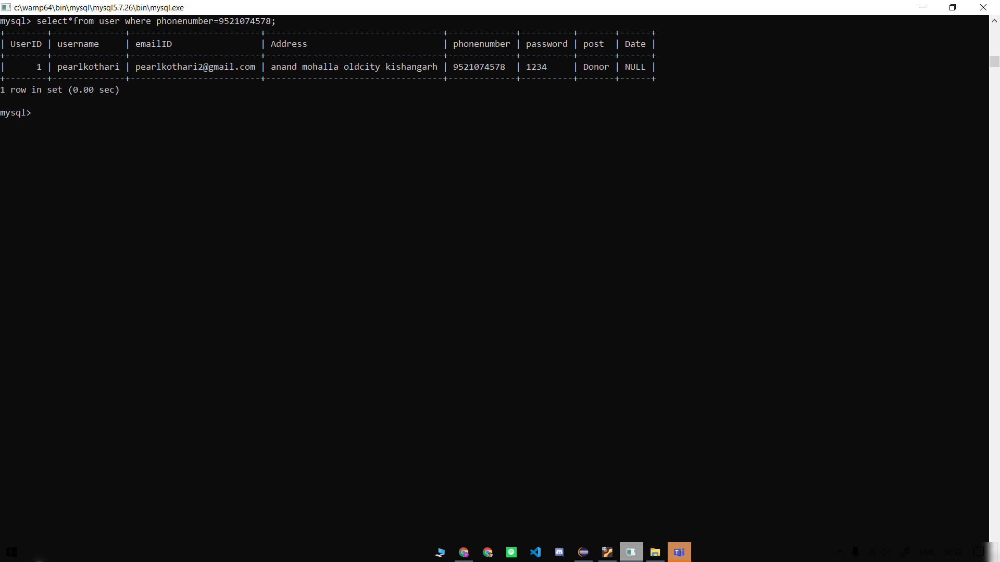 c:\wamp64\bin\mysql\mysql5.7.26\bin\mysql.exe
mysql> select*from user where phonenumber=9521074578;
+--------+--------------+-------------------------+----------------------------------+-------------+----------+-------+------+
| UserID | username     | emailID                 | Address                          | phonenumber | password | post  | Date |
+--------+--------------+-------------------------+----------------------------------+-------------+----------+-------+------+
|      1 | pearlkothari | pearlkothari2@gmail.com | anand mohalla oldcity kishangarh | 9521074578  | 1234     | Donor | NULL |
+--------+--------------+-------------------------+----------------------------------+-------------+----------+-------+------+
1 row in set (0.00 sec)
mysql>
ENG 18:53